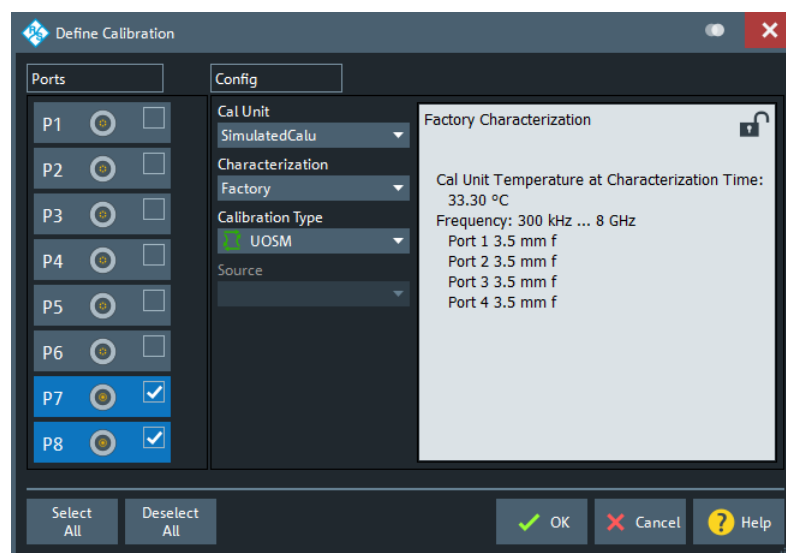 Define Calibration
Ports
P1
P2
P3
P4
P5
P6
P7
P8
Config
Cal Unit
SimulatedCalu
Characterization
Factory
Calibration Type
UOSM
Source
Factory Characterization
Cal Unit Temperature at Characterization Time:
33.30 ºC
Frequency: 300 kHz ... 8 GHz
Port 1 3.5 mm f
Port 2 3.5 mm f
Port 3 3.5 mm f
Port 4 3.5 mm f
Select
All
Deselect
All
OK
Cancel
? Help